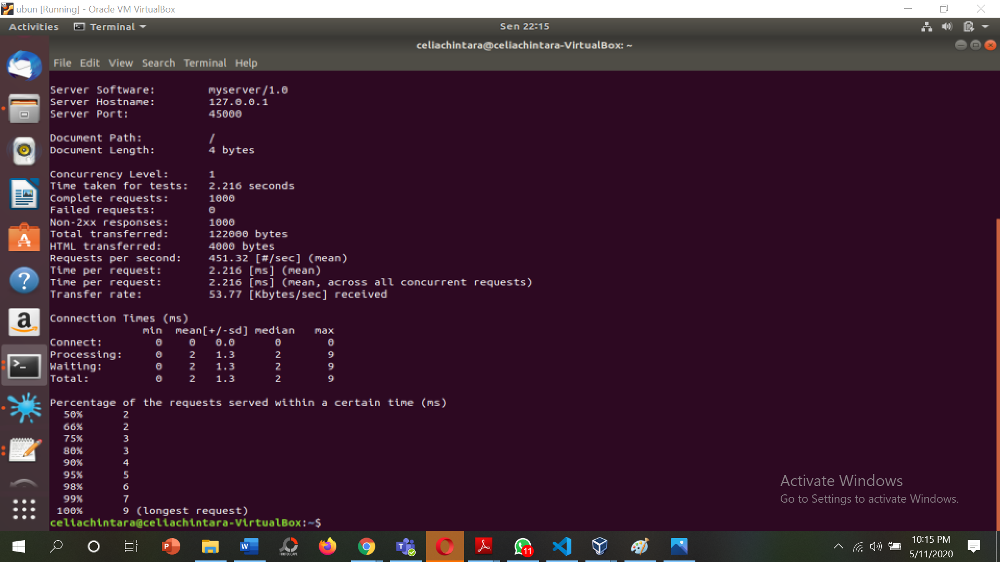 ubun [Running] - Oracle VM VirtualBox
Activities Terminal Sen 22:15
celiachintara@celiachintara-VirtualBox: ~
File Edit View Search Terminal Help
Server Software: myserver/1.0
Server Hostname: 127.0.0.1
Server Port: 45000
Document Path: /
Document Length: 4 bytes
Concurrency Level: 1
Time taken for tests: 2.216 seconds
Complete requests: 1000
Failed requests: 0
Non-2xx responses: 1000
Total transferred: 122000 bytes
HTML transferred: 4000 bytes
Requests per second: 451.32 [#/sec] (mean)
Time per request: 2.216 [ms] (mean)
Time per request: 2.216 [ms] (mean, across all concurrent requests)
Transfer rate: 53.77 [Kbytes/sec] received
Connection Times (ms)
min mean[+/-sd] median max
Connect: 0 0 0.0 0 0
Processing: 0 2 1.3 2 9
Waiting: 0 2 1.3 2 9
Total: 0 2 1.3 2 9
Percentage of the requests served within a certain time (ms)
50% 2
66% 2
75% 3
80% 3
90% 4
95% 5
98% 6
99% 7
100% 9 (longest request)
celiachintara@celiachintara-VirtualBox:~$
Activate Windows
Go to Settings to activate Windows.
PHOTOSCAPE
11
10:15 PM
5/11/2020